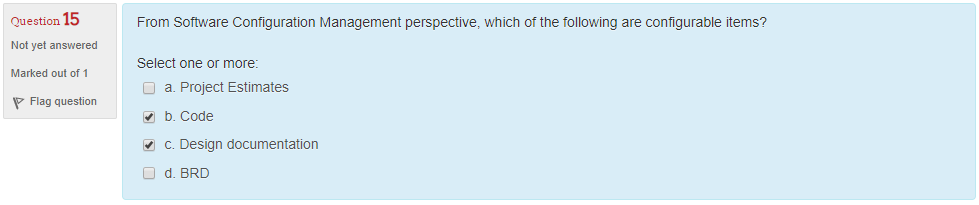 Question 15
Not yet answered
Marked out of 1
Flag question
From Software Configuration Management perspective, which of the following are configurable items?
Select one or more:
a. Project Estimates
b. Code
c. Design documentation
d. BRD